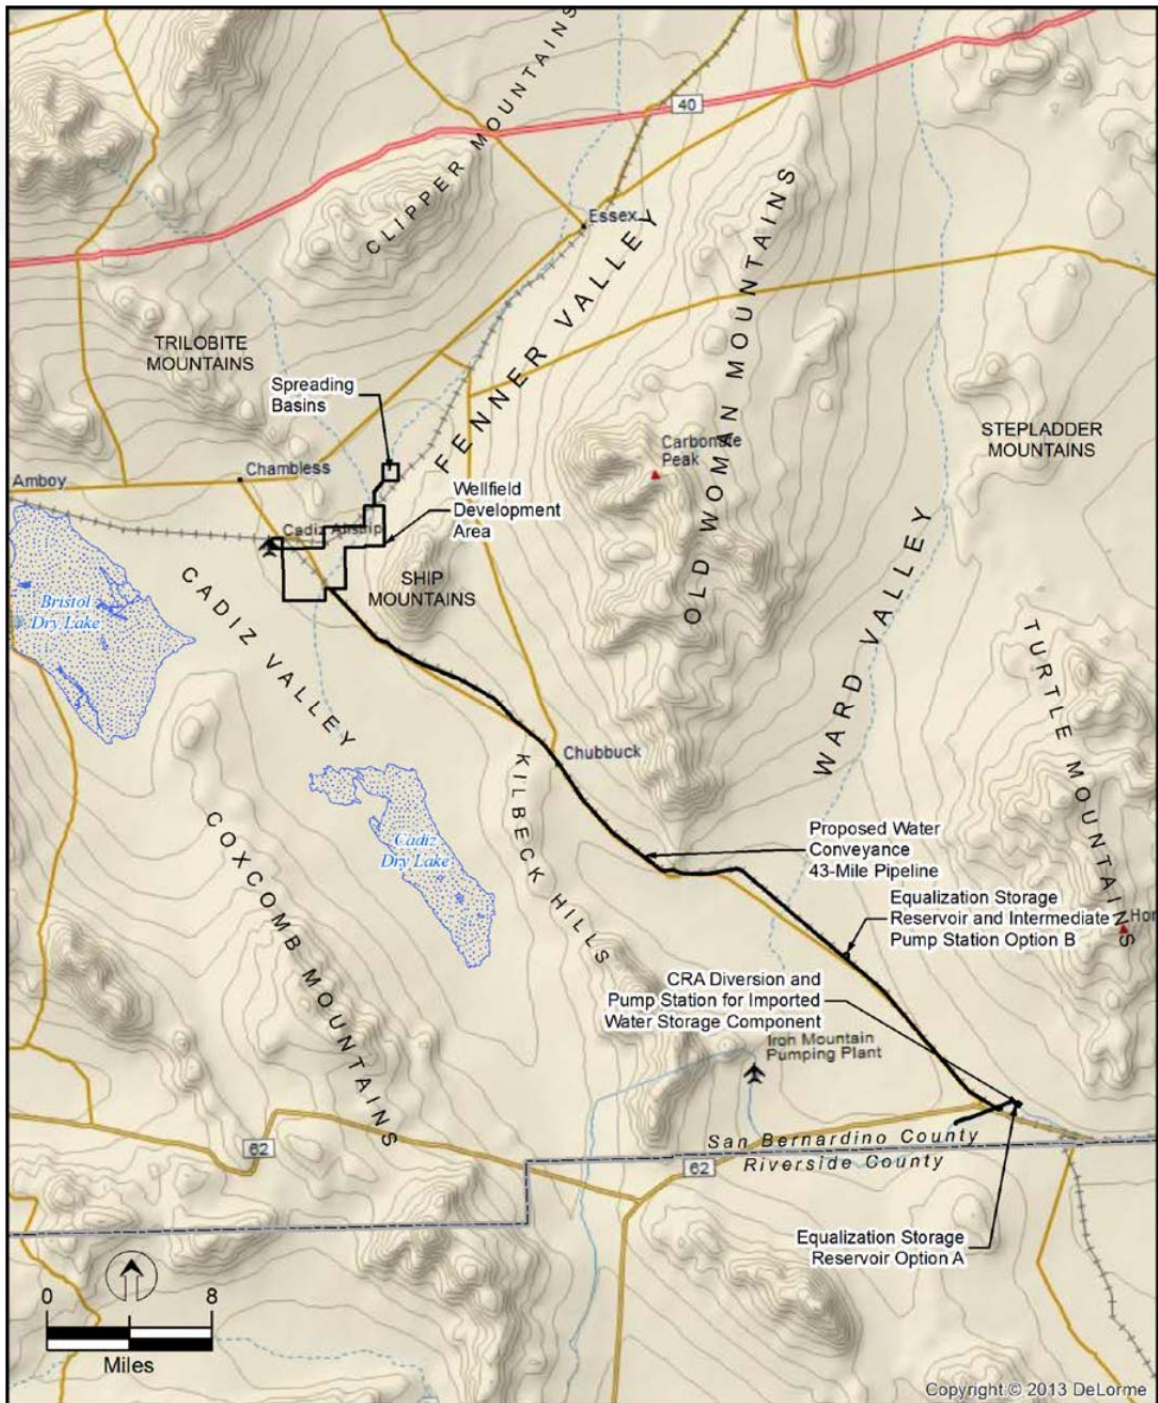 CLIPPER MOUNTAINS
40
Essex
FENNER VALLEY
OLD WOMAN MOUNTAINS
TRILOBITE
MOUNTAINS
Spreading
Basins
STEPLADDER
MOUNTAINS
Carbonate
Peak
Chambless
Amboy
Wellfield
Development
Area
Cadiz Airstrip
SHIP
MOUNTAINS
WARD VALLEY
CADIZ VALLEY
Bristol
Dry Lake
TURTLE MOUNTAINS
Chubbuck
KILBECK HILLS
COXCOMB MOUNTAINS
Cadiz
Dry Lake
Proposed Water
Conveyance
43-Mile Pipeline
Equalization Storage
Reservoir and Intermediate
Pump Station Option B
Hor
CRA Diversion and
Pump Station for Imported
Water Storage Component
Iron Mountain
Pumping Plant
San Bernardino County
Riverside County
62
62
Equalization Storage
Reservoir Option A
0 8
Miles
Copyright:© 2013 DeLorme